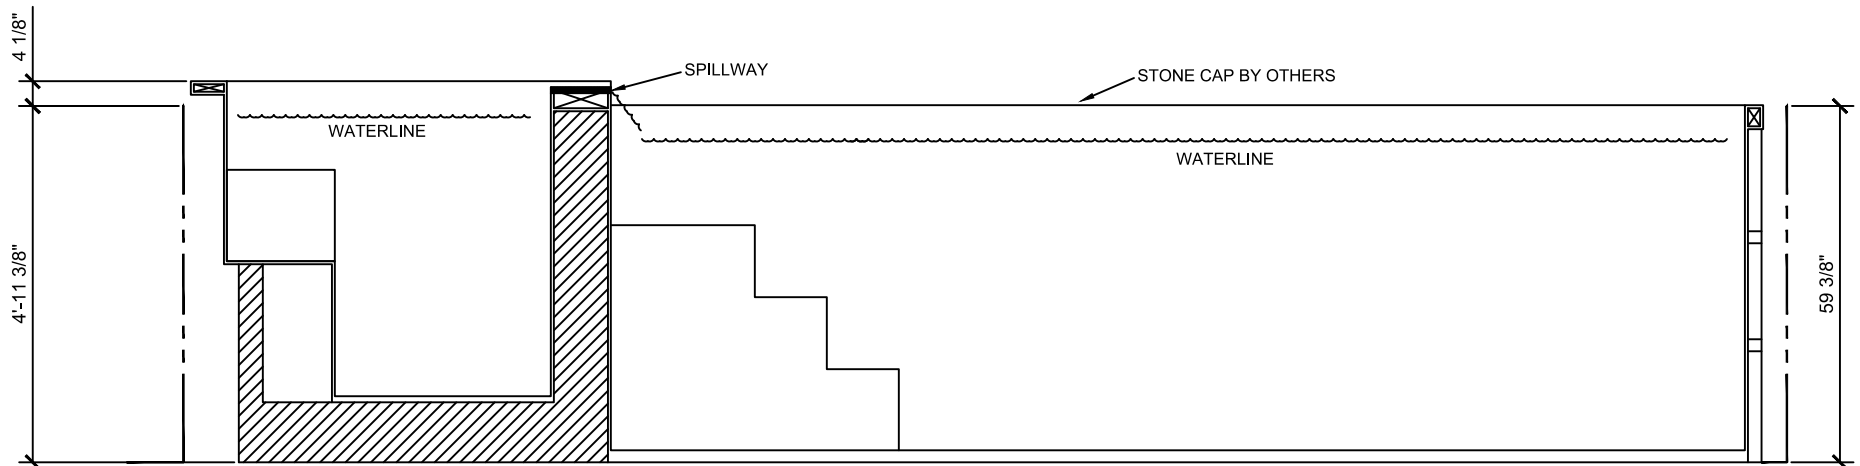 4 1/8"
SPILLWAY
STONE CAP BY OTHERS
WATERLINE
WATERLINE
4'-11 3/8"
59 3/8"